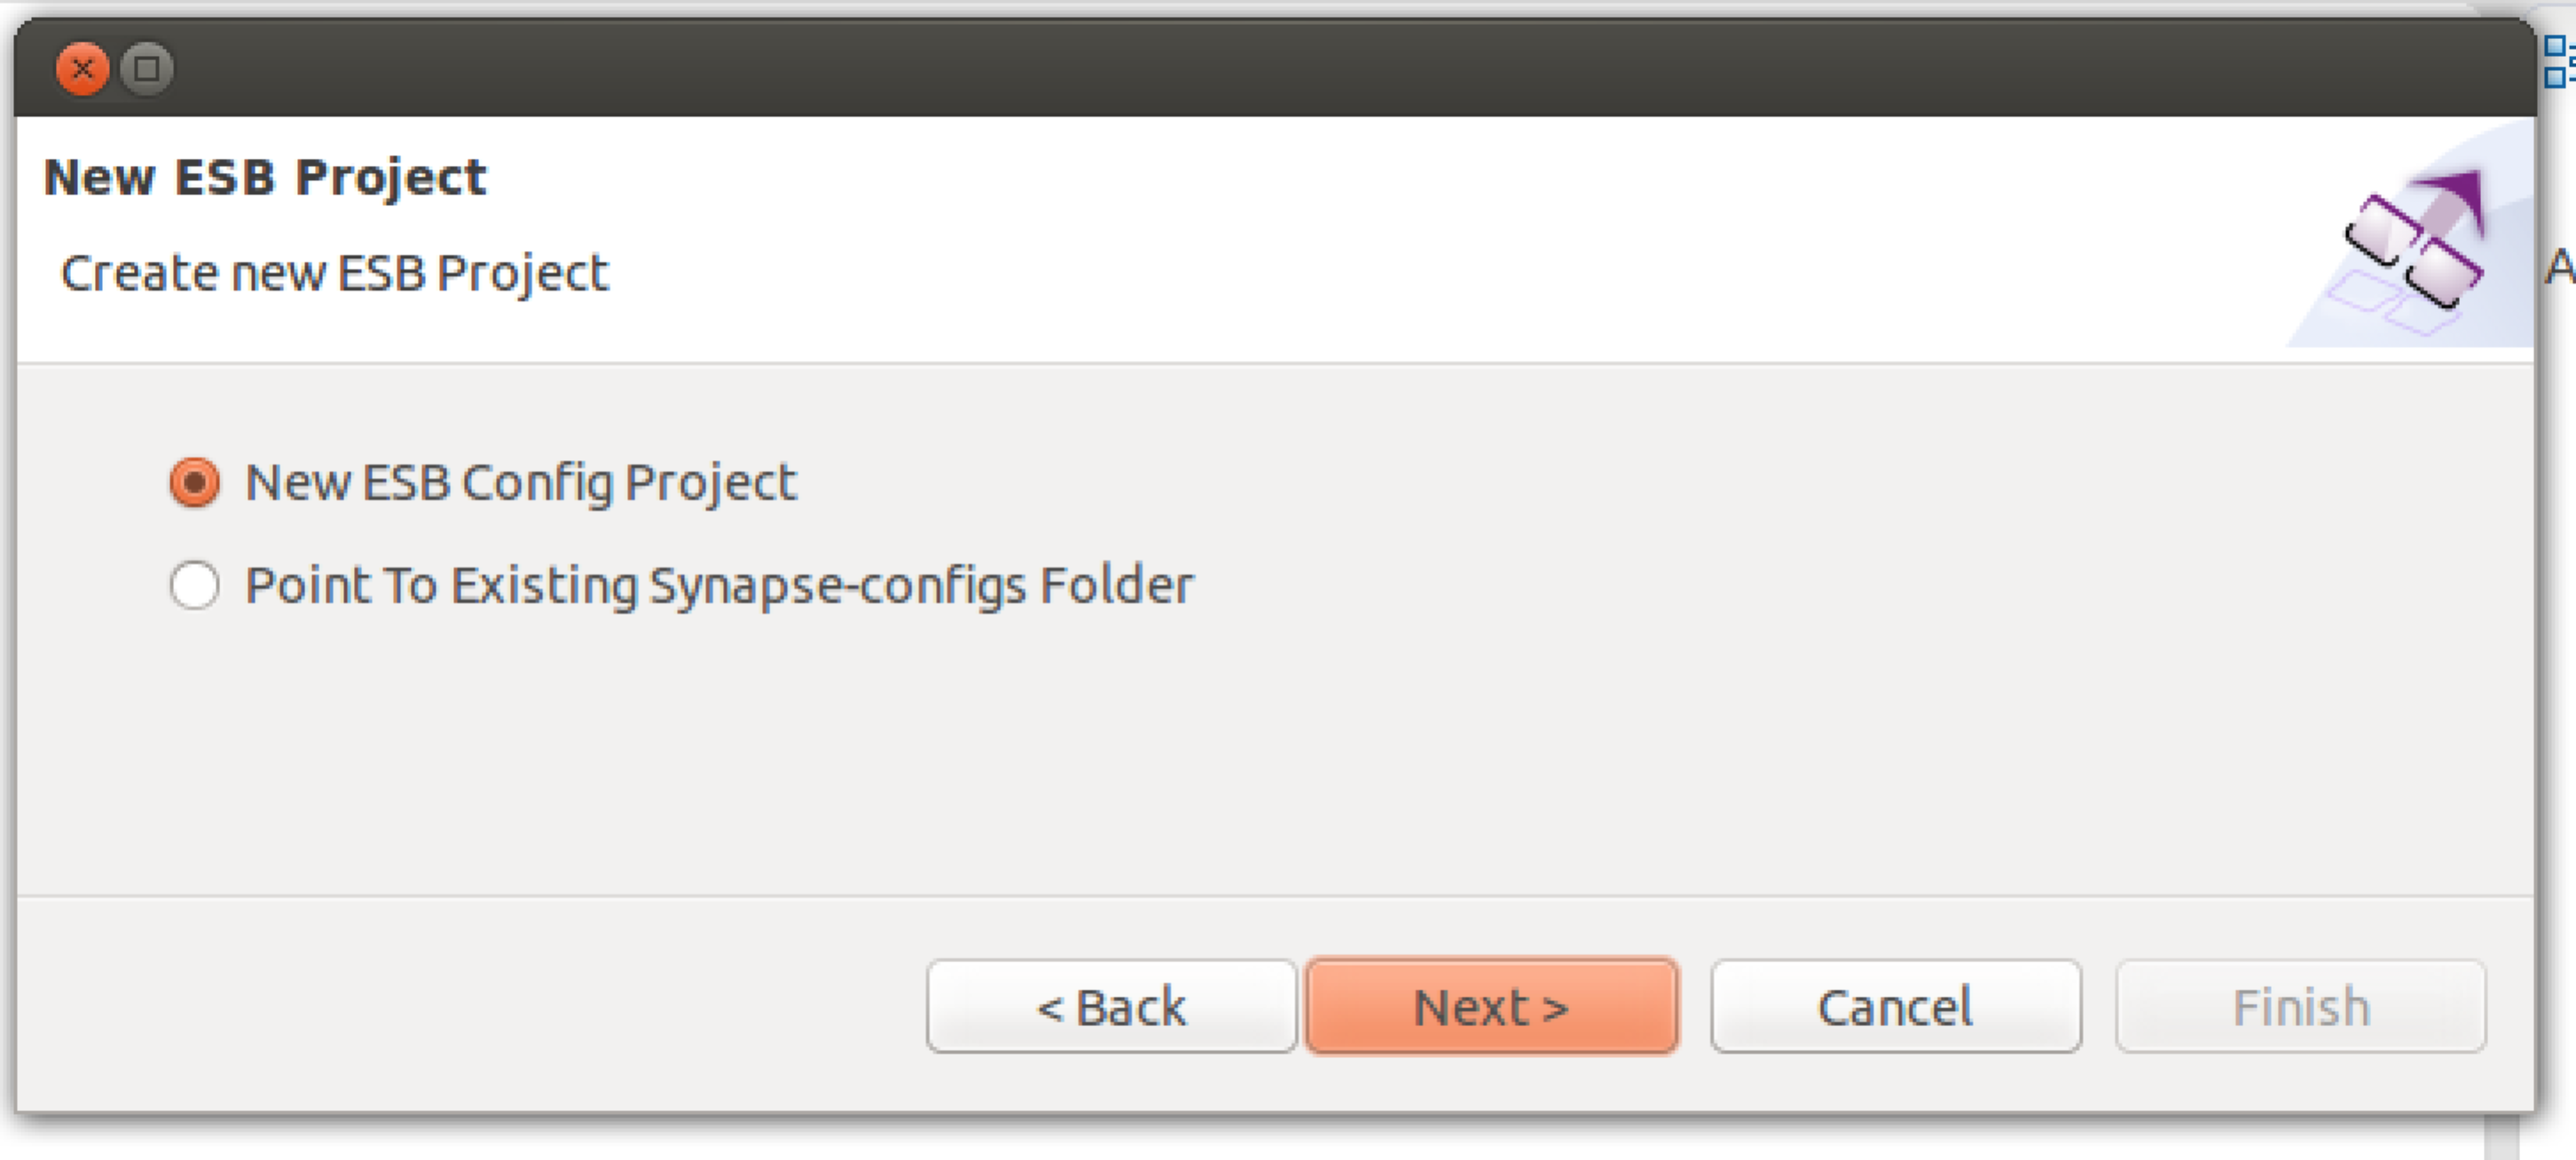 New ESB Project
Create new ESB Project
A
New ESB Config Project
Point To Existing Synapse-configs Folder
< Back
Next >
Cancel
Finish